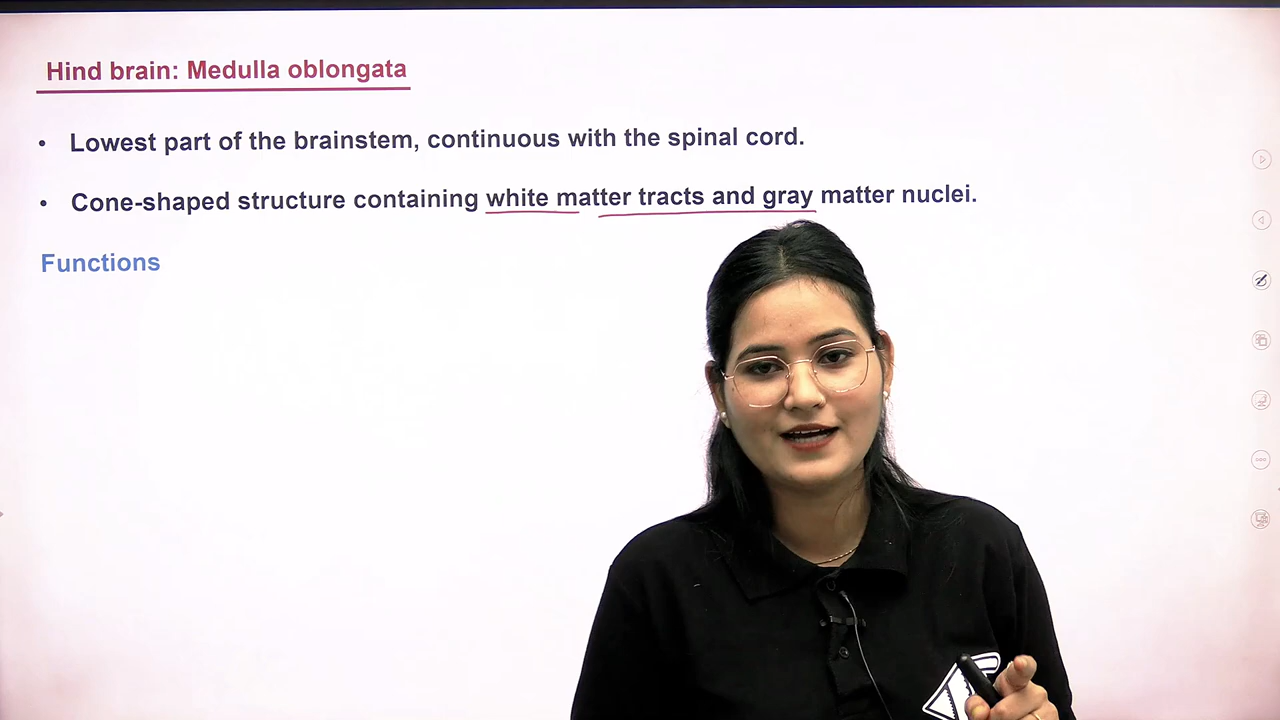 Hind brain: Medulla oblongata
• Lowest part of the brainstem, continuous with the spinal cord.
• Cone-shaped structure containing white matter tracts and gray matter nuclei.
Functions